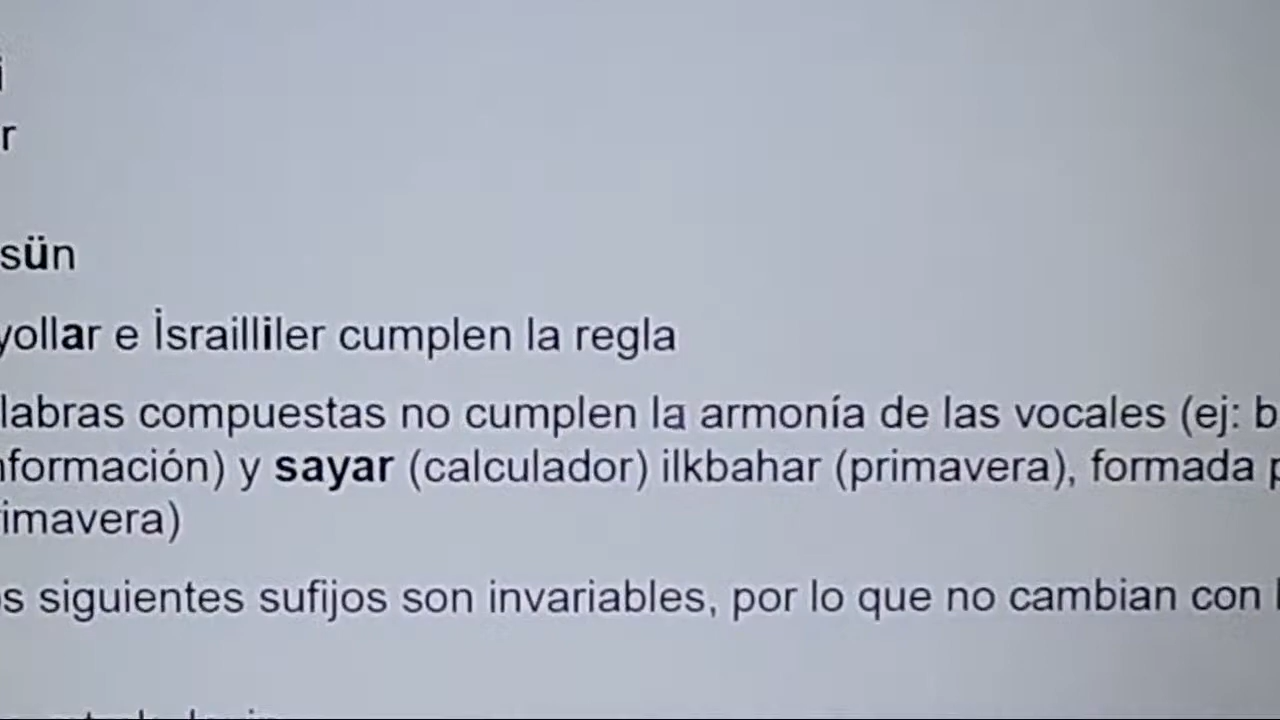 r
sün
yollar e İsrailliler cumplen la regla
labras compuestas no cumplen la armonía de las vocales (ej: b
nformación) y sayar (calculador) ilkbahar (primavera), formada p
imavera)
s siguientes sufijos son invariables, por lo que no cambian con l